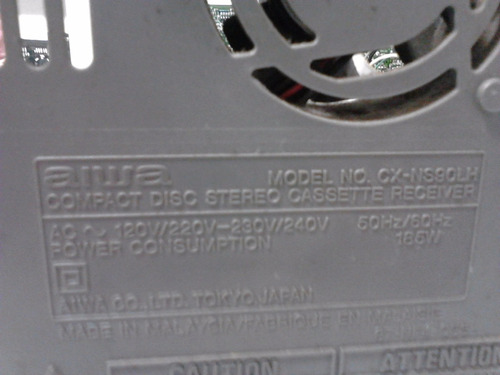 aiwa MODEL NO. CX-NS90LH
COMPACT DISC STEREO CASSETTE RECEIVER
AC ~ 120V/220V-230V/240V 50Hz/60Hz
POWER CONSUMPTION 185W
AIWA CO., LTD. TOKYO, JAPAN
MADE IN MALAYSIA/FABRIQUE EN MALAISIE
CAUTION ATTENTION